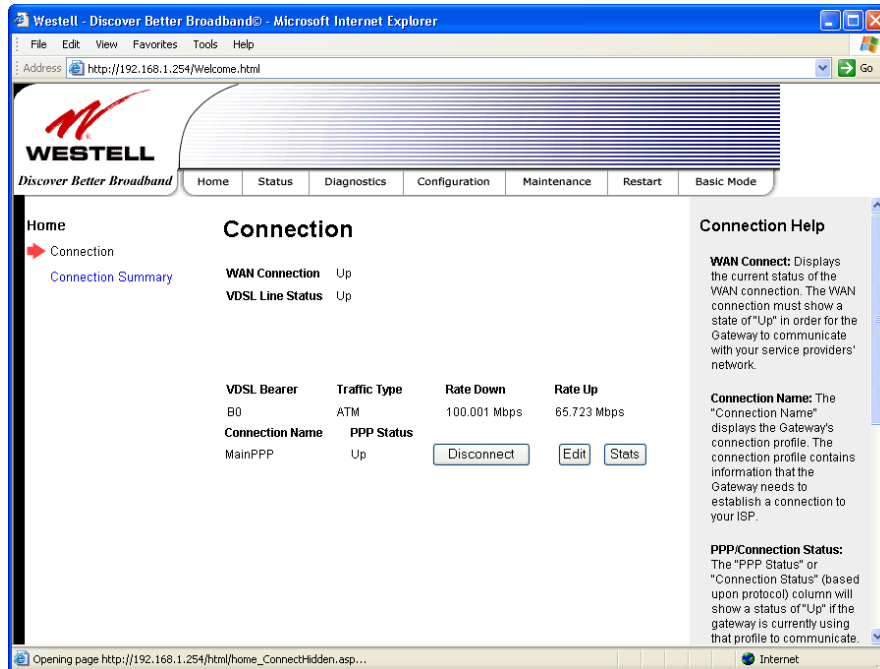 Westell - Discover Better Broadband© - Microsoft Internet Explorer
File Edit View Favorites Tools Help
Address http://192.168.1.254/Welcome.html Go
WESTELL
Discover Better Broadband
Home Status Diagnostics Configuration Maintenance Restart Basic Mode
Home
Connection
Connection Summary
Connection
WAN Connection Up
VDSL Line Status Up
VDSL Bearer Traffic Type Rate Down Rate Up
B0 ATM 100.001 Mbps 65.723 Mbps
Connection Name PPP Status
MainPPP Up Disconnect Edit Stats
Connection Help
WAN Connect: Displays
the current status of the
WAN connection. The WAN
connection must show a
state of "Up" in order for the
Gateway to communicate
with your service providers'
network.
Connection Name: The
"Connection Name"
displays the Gateway's
connection profile. The
connection profile contains
information that the
Gateway needs to
establish a connection to
your ISP.
PPP/Connection Status:
The "PPP Status" or
"Connection Status" (based
upon protocol) column will
show a status of "Up" if the
gateway is currently using
that profile to communicate.
Opening page http://192.168.1.254/html/home_ConnectHidden.asp...
Internet